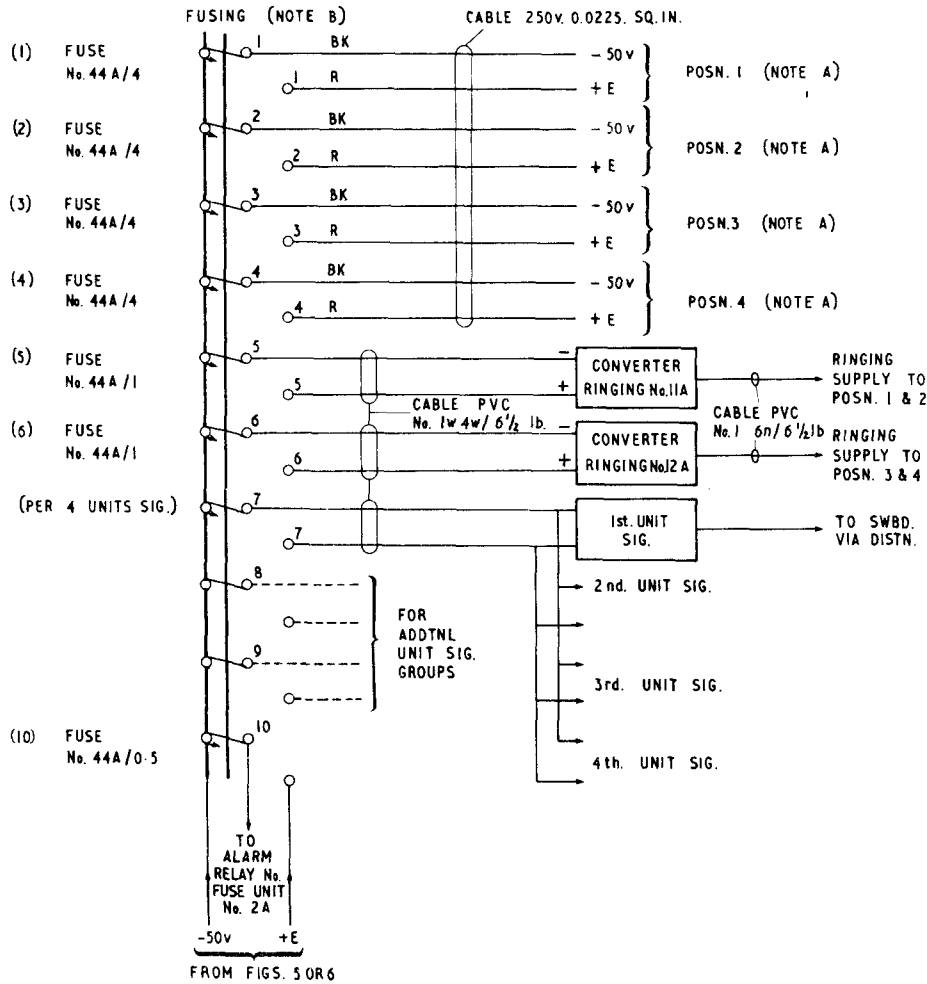 FUSING (NOTE B)
CABLE 250v. 0.0225. SQ.IN.
(1) FUSE No. 44A/4
1 BK - 50v
1 R + E
POSN. 1 (NOTE A)
(2) FUSE No. 44A/4
2 BK - 50v
2 R + E
POSN. 2 (NOTE A)
(3) FUSE No. 44A/4
3 BK - 50v
3 R + E
POSN.3 (NOTE A)
(4) FUSE No. 44A/4
4 BK - 50v
4 R + E
POSN. 4 (NOTE A)
(5) FUSE No. 44A/1
5 -
5 +
CONVERTER
RINGING No.11A
RINGING
SUPPLY TO
POSN. 1 & 2
CABLE PVC
No. 1w 4w/ 6 1/2 lb.
CABLE PVC
No. 1 6n/ 6 1/2 lb
(6) FUSE No. 44A/1
6 -
6 +
CONVERTER
RINGING No.12A
RINGING
SUPPLY TO
POSN. 3 & 4
(PER 4 UNITS SIG.)
7
7
1st. UNIT
SIG.
TO SWBD.
VIA DISTN.
8
2nd. UNIT SIG.
FOR
ADDTNL
UNIT SIG.
GROUPS
9
3rd. UNIT SIG.
(10) FUSE No. 44A/0.5
10
4th. UNIT SIG.
TO
ALARM
RELAY No.
FUSE UNIT
No. 2A
-50v +E
FROM FIGS. 5 OR 6